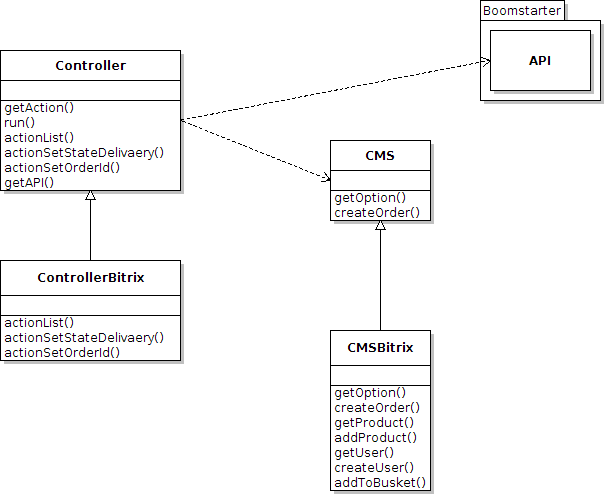 Boomstarter
API
Controller
getAction()
run()
actionList()
actionSetStateDelivaery()
actionSetOrderId()
getAPI()
CMS
getOption()
createOrder()
ControllerBitrix
actionList()
actionSetStateDelivaery()
actionSetOrderId()
CMSBitrix
getOption()
createOrder()
getProduct()
addProduct()
getUser()
createUser()
addToBusket()